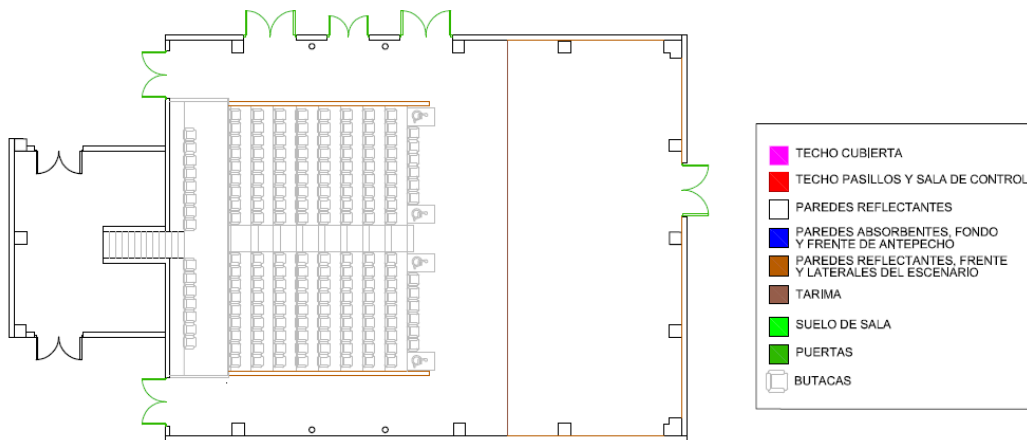 TECHO CUBIERTA
TECHO PASILLOS Y SALA DE CONTROL
PAREDES REFLECTANTES
PAREDES ABSORBENTES, FONDO
Y FRENTE DE ANTEPECHO
PAREDES REFLECTANTES, FRENTE
Y LATERALES DEL ESCENARIO
TARIMA
SUELO DE SALA
PUERTAS
BUTACAS